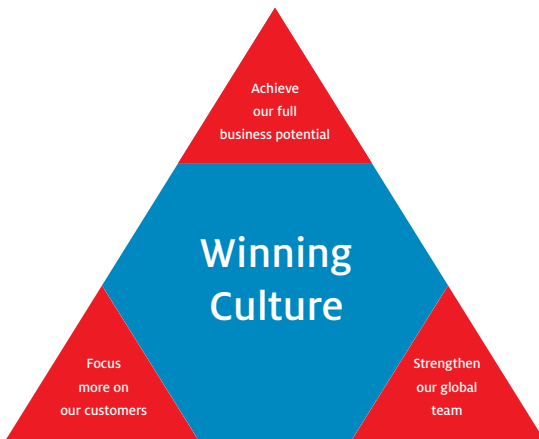 Achieve
our full
business potential
Winning
Culture
Focus
more on
our customers
Strengthen
our global
team